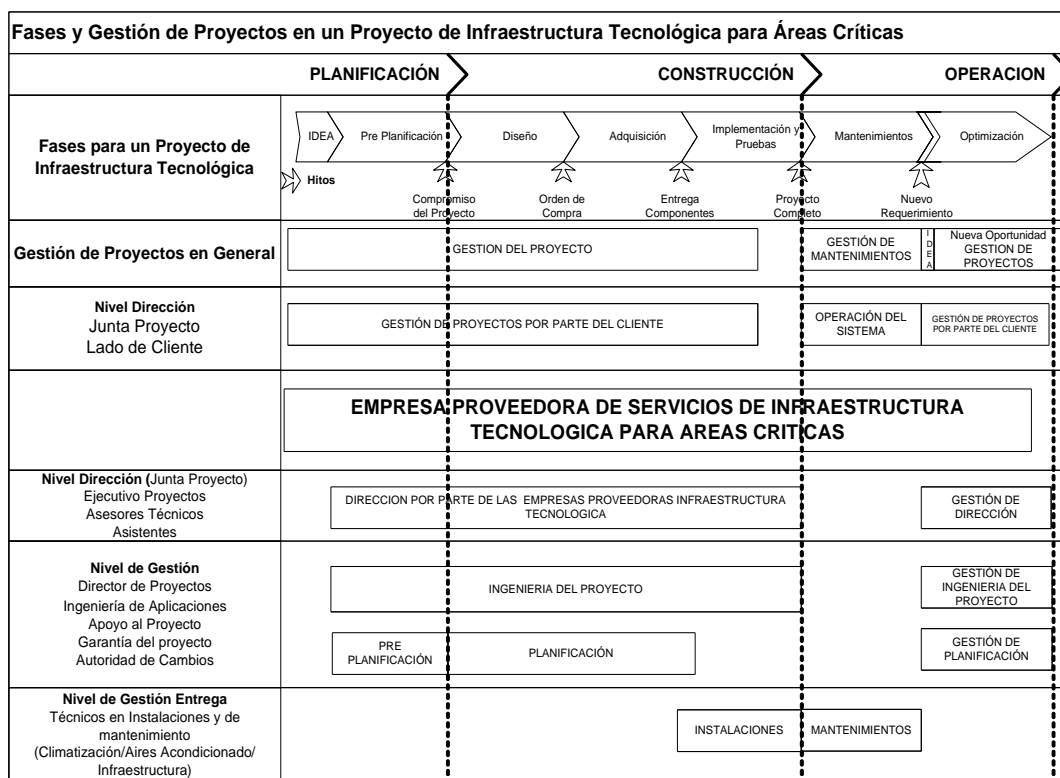 Fases y Gestión de Proyectos en un Proyecto de Infraestructura Tecnológica para Áreas Críticas
PLANIFICACIÓN
CONSTRUCCIÓN
OPERACION
Fases para un Proyecto de
Infraestructura Tecnológica
IDEA
Pre Planificación
Diseño
Adquisición
Implementación y
Pruebas
Mantenimientos
Optimización
Hitos
Compromiso
del Proyecto
Orden de
Compra
Entrega
Componentes
Proyecto
Completo
Nuevo
Requerimiento
Gestión de Proyectos en General
GESTION DEL PROYECTO
GESTIÓN DE
MANTENIMIENTOS
I
D
E
A
Nueva Oportunidad
GESTION DE
PROYECTOS
Nivel Dirección
Junta Proyecto
Lado de Cliente
GESTIÓN DE PROYECTOS POR PARTE DEL CLIENTE
OPERACIÓN DEL
SISTEMA
GESTIÓN DE PROYECTOS
POR PARTE DEL CLIENTE
EMPRESA PROVEEDORA DE SERVICIOS DE INFRAESTRUCTURA
TECNOLOGICA PARA AREAS CRITICAS
Nivel Dirección (Junta Proyecto)
Ejecutivo Proyectos
Asesores Técnicos
Asistentes
DIRECCION POR PARTE DE LAS EMPRESAS PROVEEDORAS INFRAESTRUCTURA
TECNOLOGICA
GESTIÓN DE
DIRECCIÓN
Nivel de Gestión
Director de Proyectos
Ingeniería de Aplicaciones
Apoyo al Proyecto
Garantía del proyecto
Autoridad de Cambios
INGENIERIA DEL PROYECTO
GESTIÓN DE
INGENIERIA DEL
PROYECTO
PRE
PLANIFICACIÓN
PLANIFICACIÓN
GESTIÓN DE
PLANIFICACIÓN
Nivel de Gestión Entrega
Técnicos en Instalaciones y de
mantenimiento
(Climatización/Aires Acondicionado/
Infraestructura)
INSTALACIONES
MANTENIMIENTOS